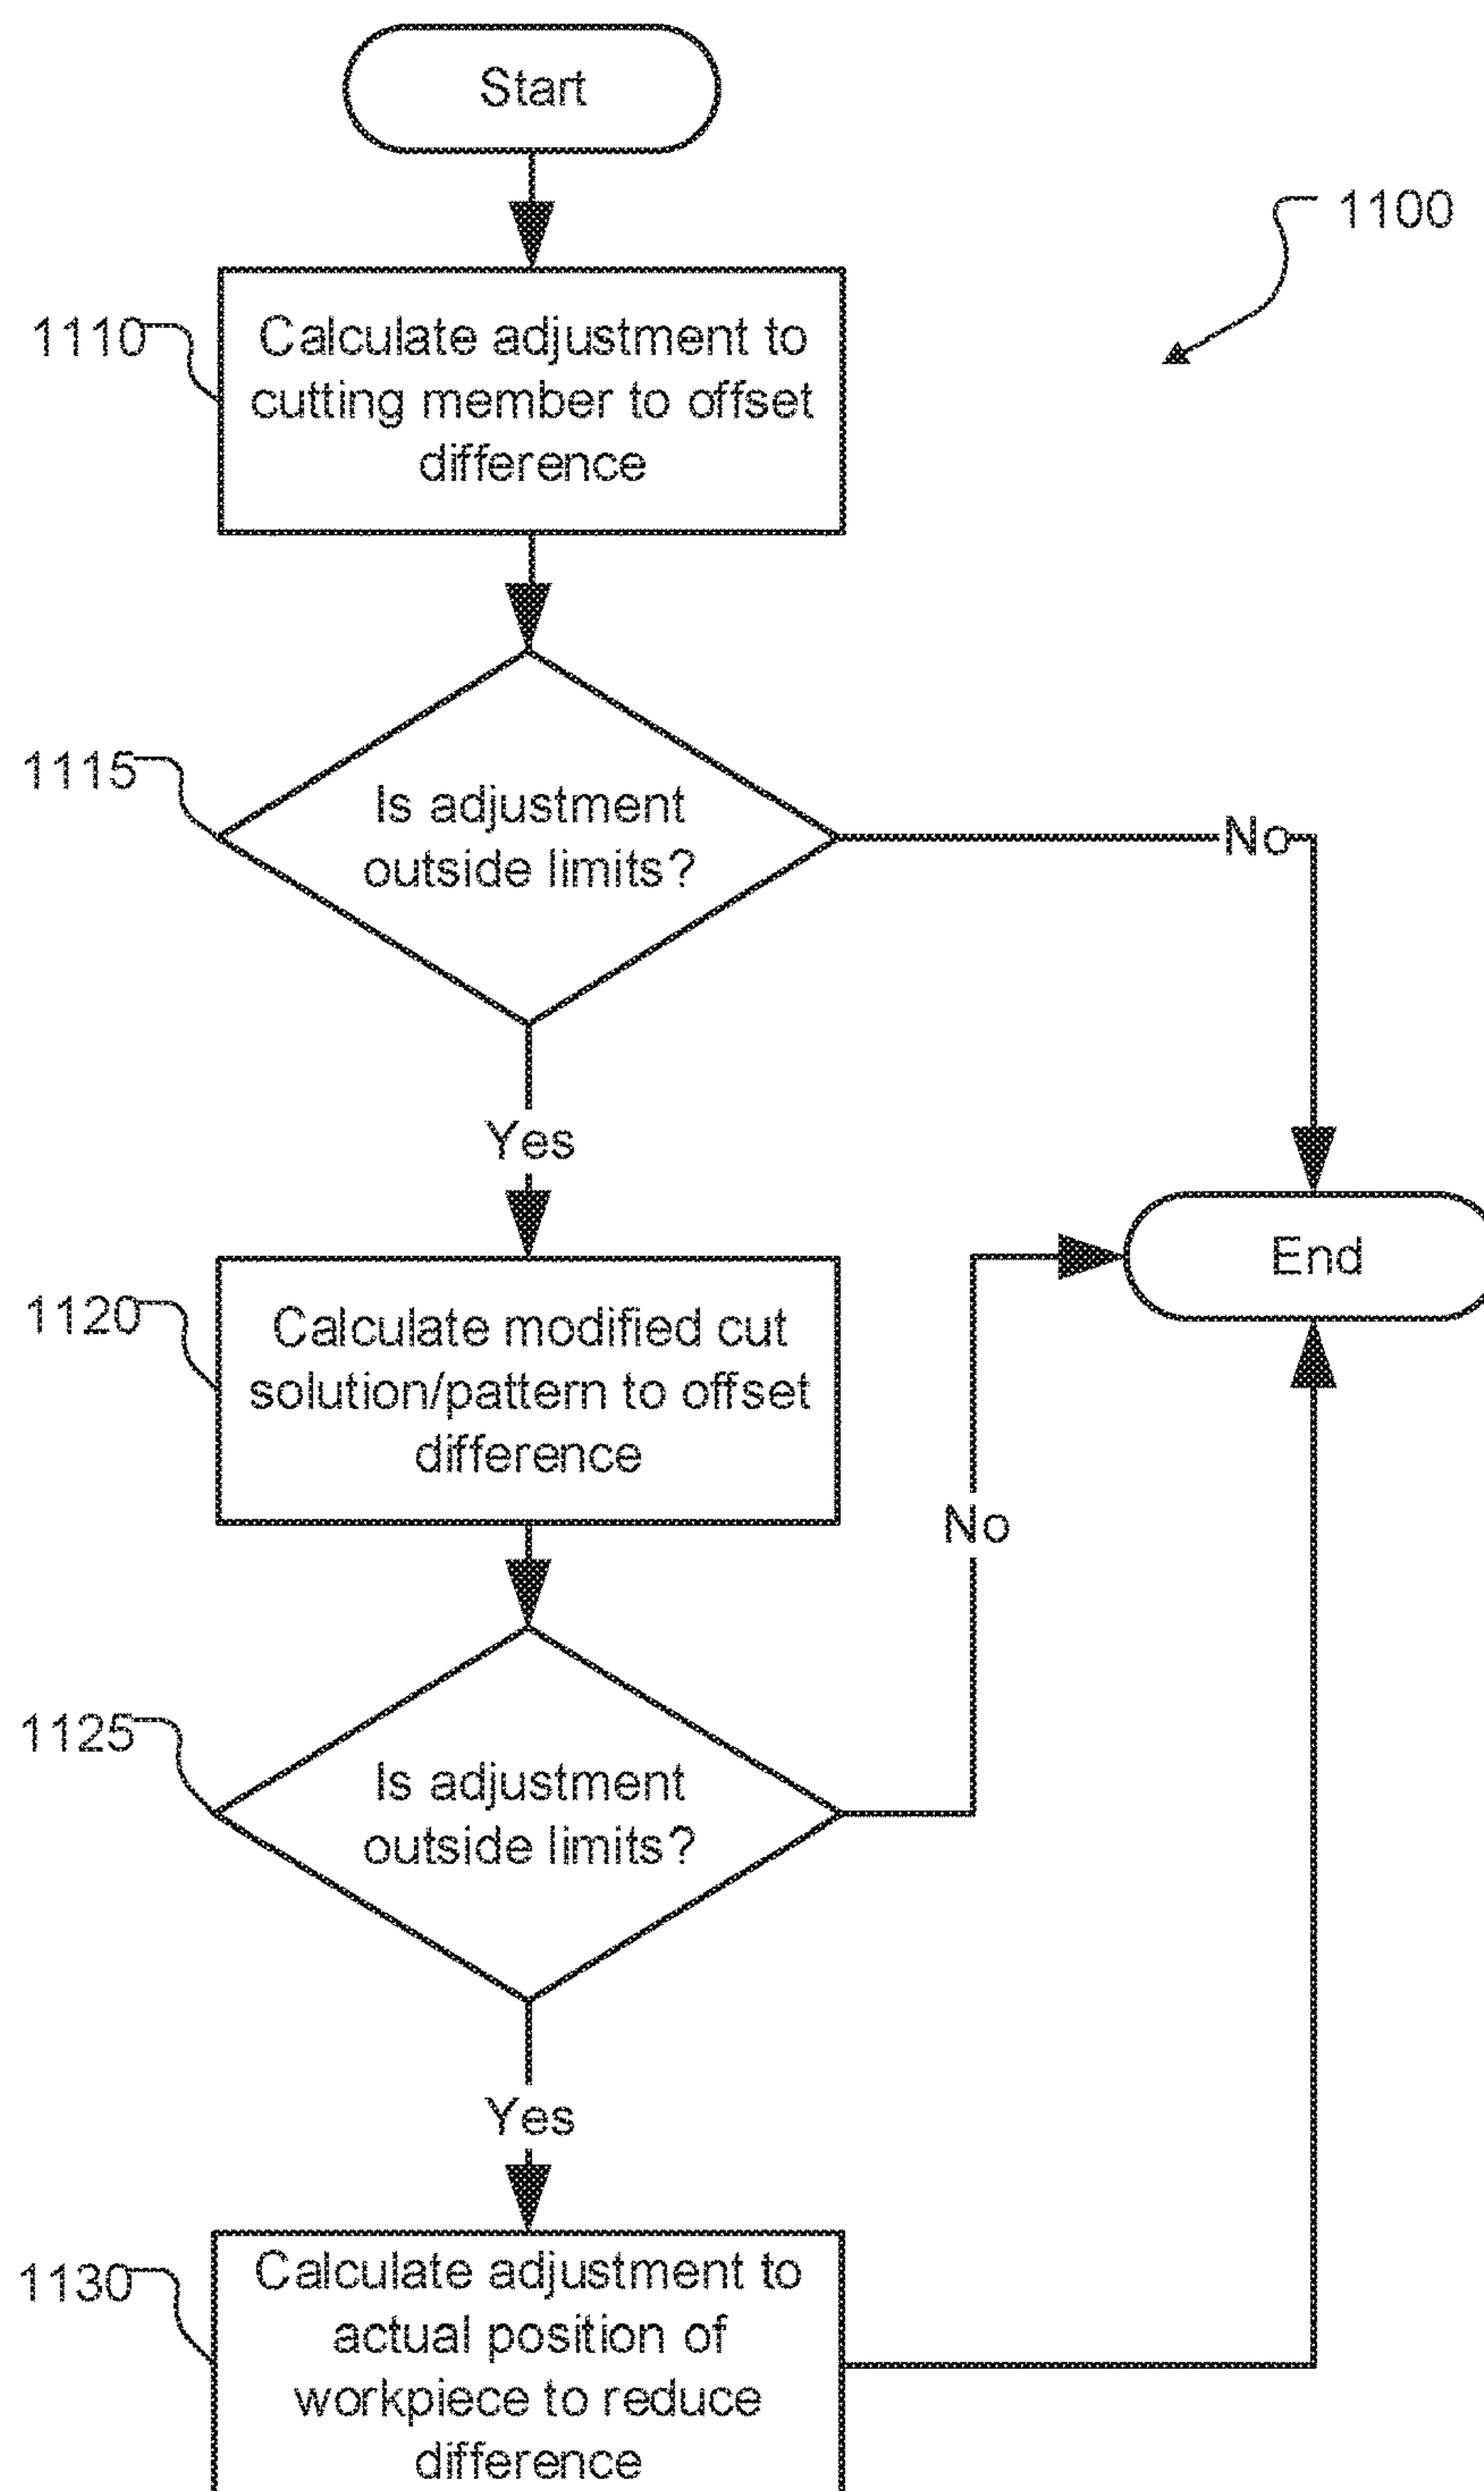 Start
1100
1110
Calculate adjustment to
cutting member to offset
difference
1115
Is adjustment
outside limits?
No
Yes
End
1120
Calculate modified cut
solution/pattern to offset
difference
No
1125
Is adjustment
outside limits?
Yes
1130
Calculate adjustment to
actual position of
workpiece to reduce
difference